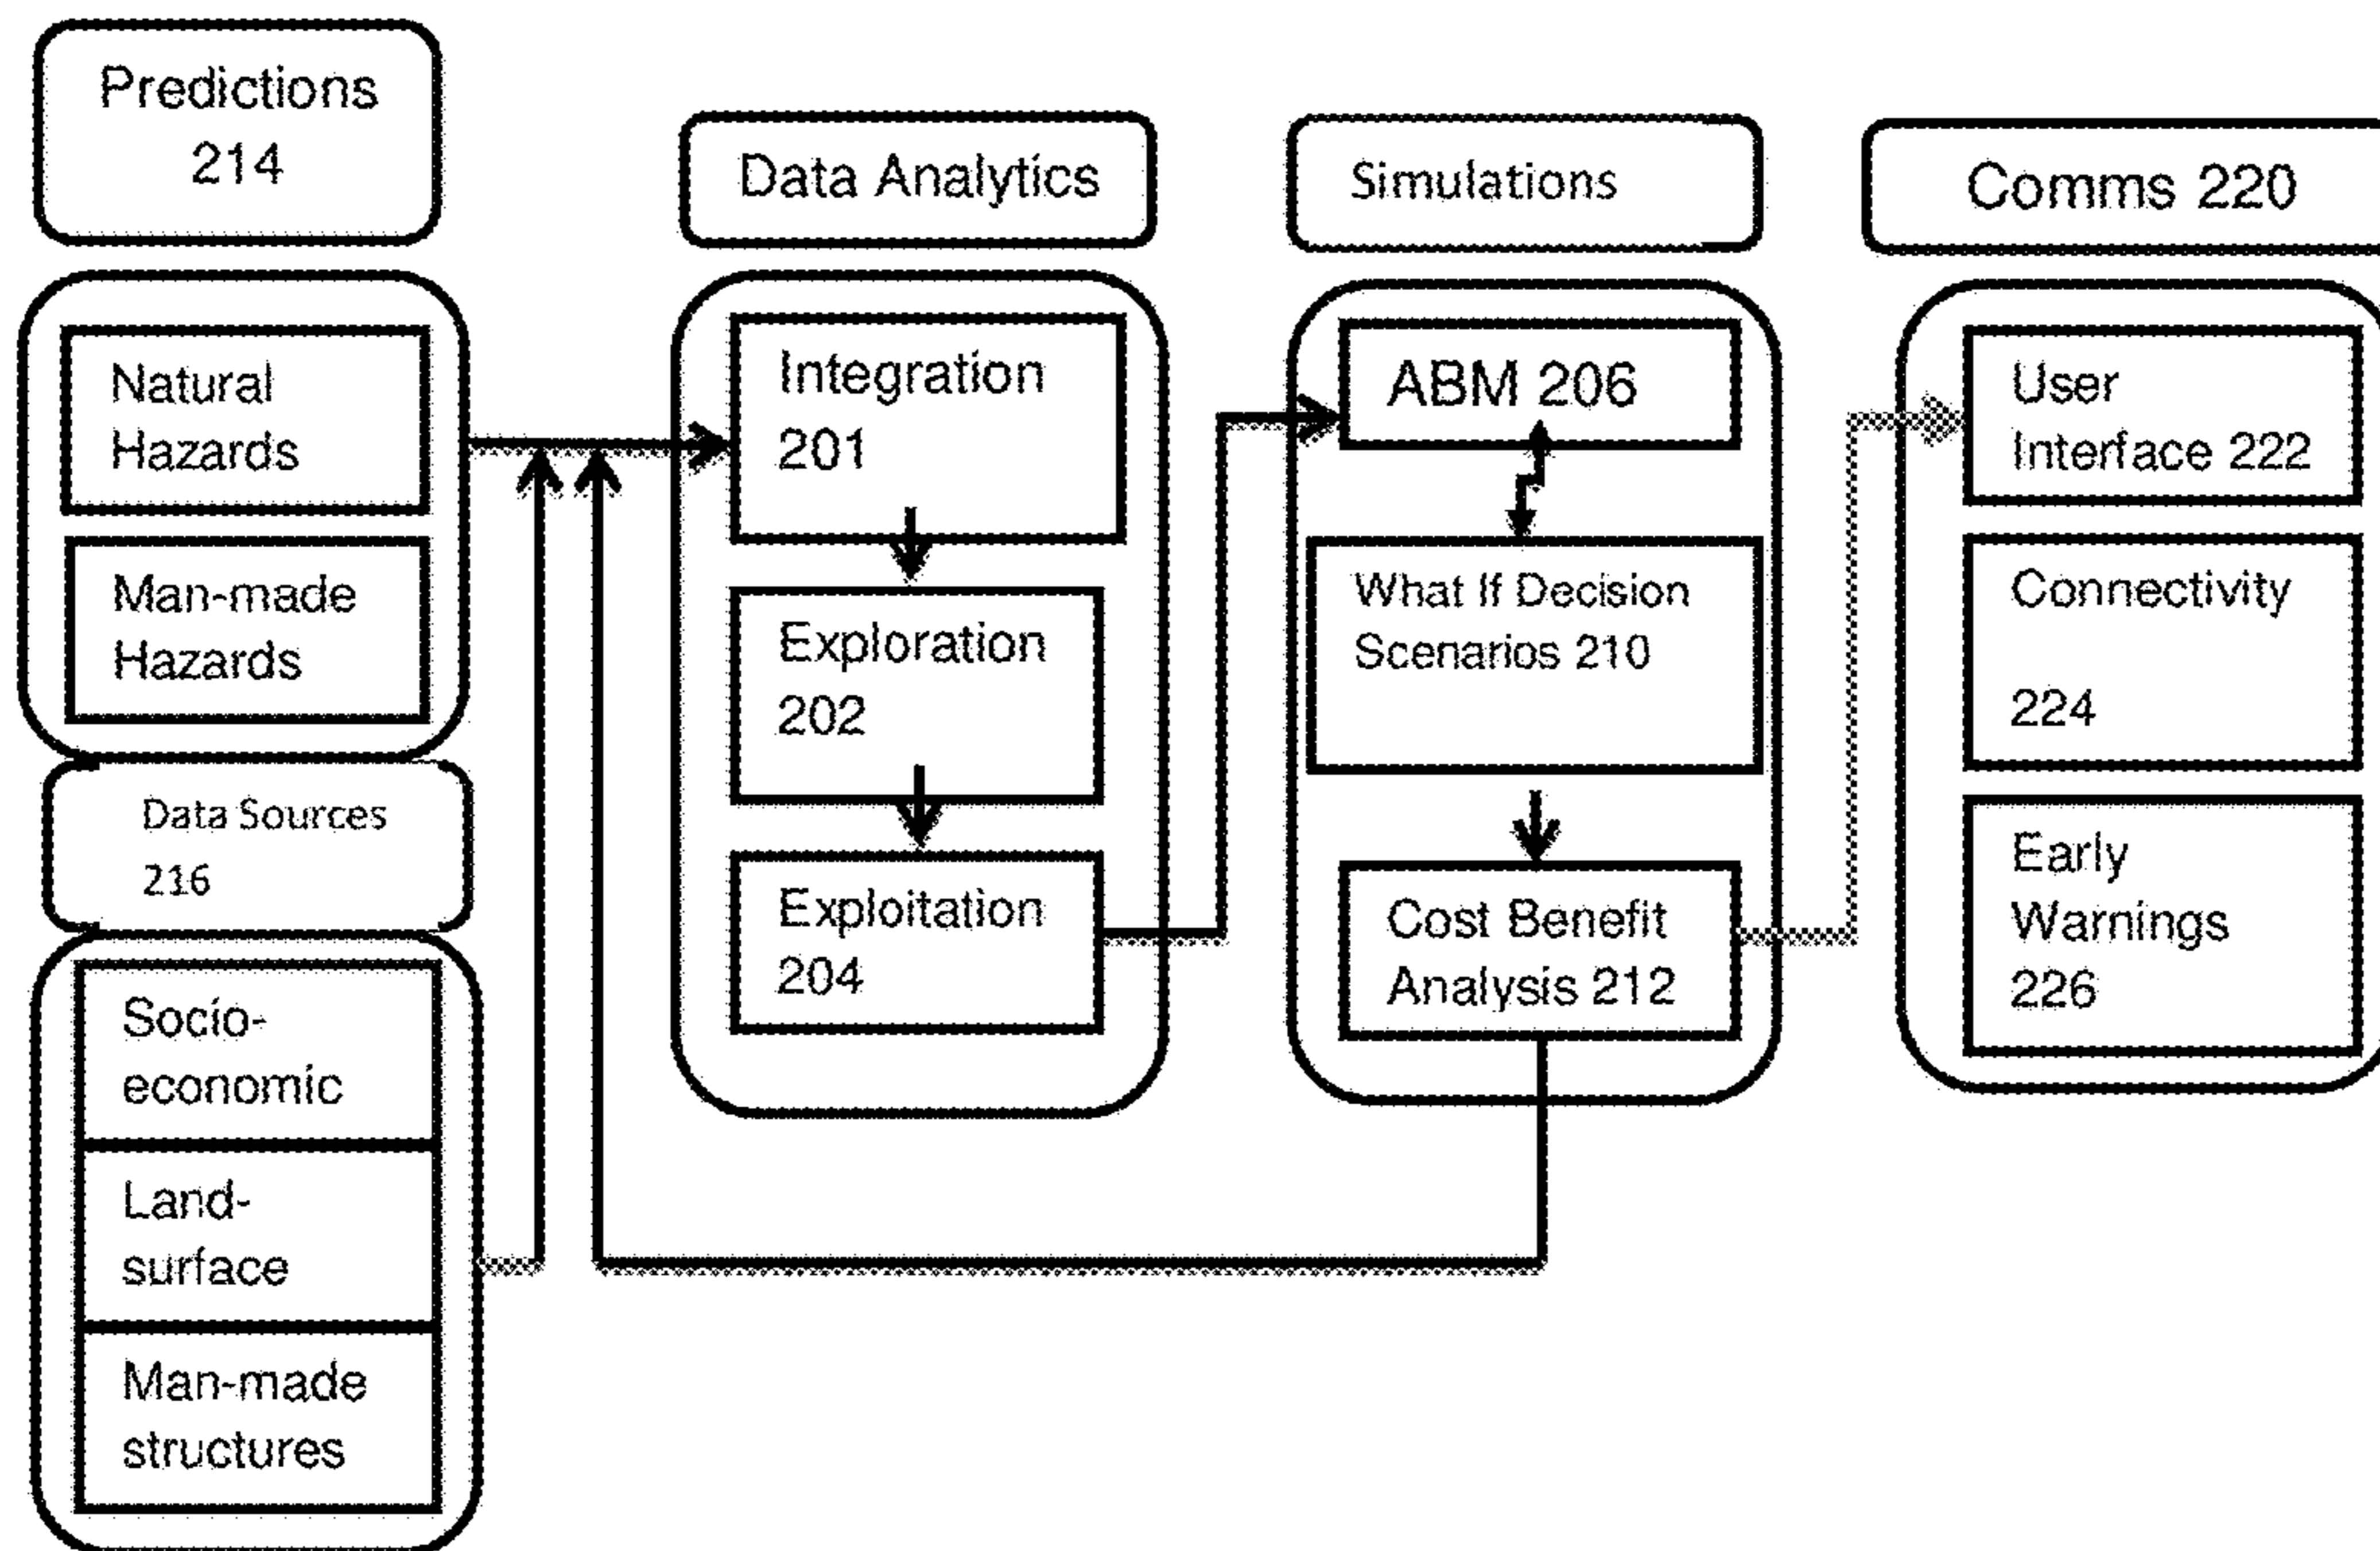 Predictions
214
Natural
Hazards
Man-made
Hazards
Data Sources
216
Socio-
economic
Land-
surface
Man-made
structures
Data Analytics
Integration
201
Exploration
202
Exploitation
204
Simulations
ABM 206
What If Decision
Scenarios 210
Cost Benefit
Analysis 212
Comms 220
User
Interface 222
Connectivity
224
Early
Warnings
226